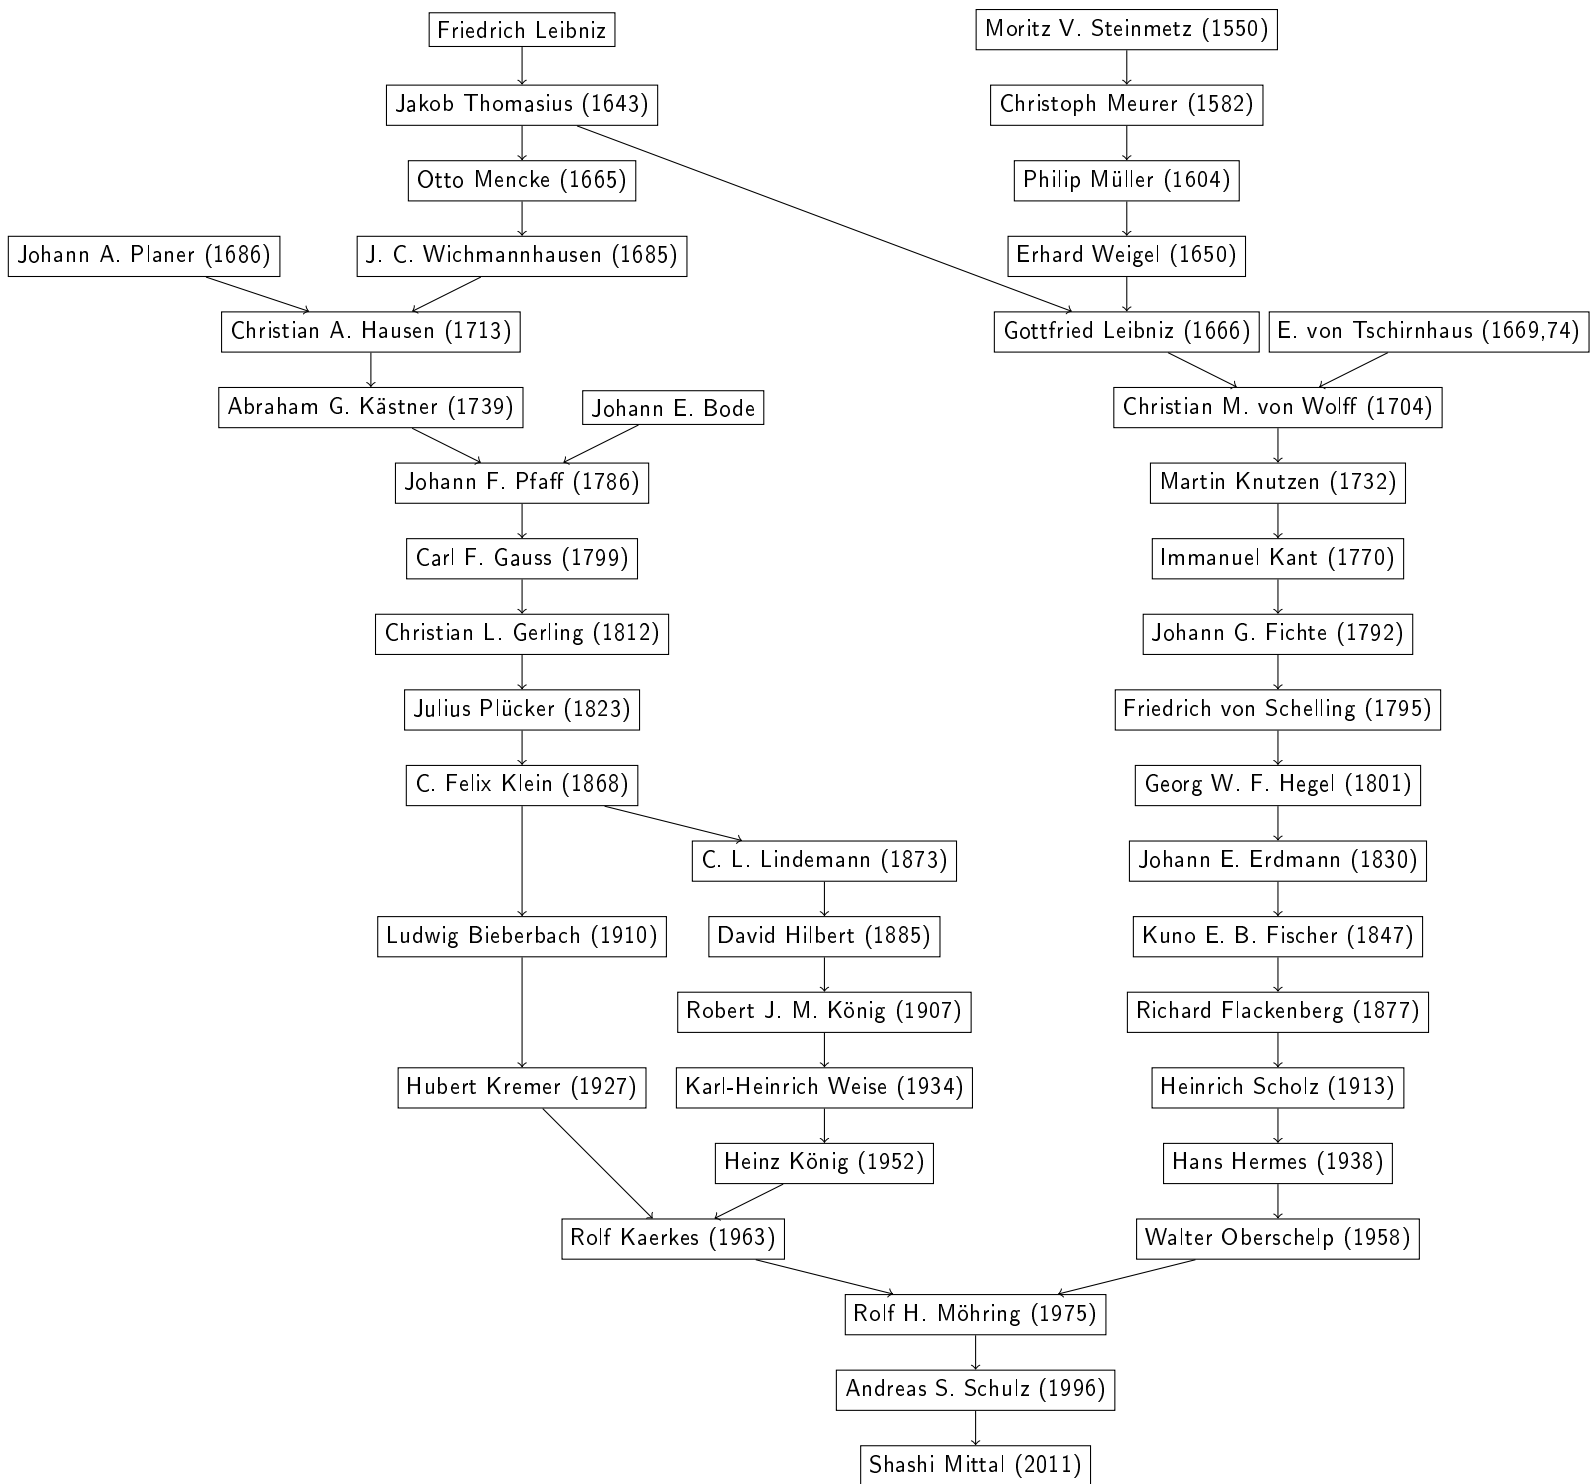 Friedrich Leibniz
Moritz V. Steinmetz (1550)
Jakob Thomasius (1643)
Christoph Meurer (1582)
Otto Mencke (1665)
Philip Müller (1604)
Johann A. Planer (1686)
J. C. Wichmannhausen (1685)
Erhard Weigel (1650)
Christian A. Hausen (1713)
Gottfried Leibniz (1666)
E. von Tschirnhaus (1669,74)
Abraham G. Kästner (1739)
Johann E. Bode
Christian M. von Wolff (1704)
Johann F. Pfaff (1786)
Martin Knutzen (1732)
Carl F. Gauss (1799)
Immanuel Kant (1770)
Christian L. Gerling (1812)
Johann G. Fichte (1792)
Julius Plücker (1823)
Friedrich von Schelling (1795)
C. Felix Klein (1868)
Georg W. F. Hegel (1801)
C. L. Lindemann (1873)
Johann E. Erdmann (1830)
Ludwig Bieberbach (1910)
David Hilbert (1885)
Kuno E. B. Fischer (1847)
Robert J. M. König (1907)
Richard Flackenberg (1877)
Hubert Kremer (1927)
Karl-Heinrich Weise (1934)
Heinrich Scholz (1913)
Heinz König (1952)
Hans Hermes (1938)
Rolf Kaerkes (1963)
Walter Oberschelp (1958)
Rolf H. Möhring (1975)
Andreas S. Schulz (1996)
Shashi Mittal (2011)